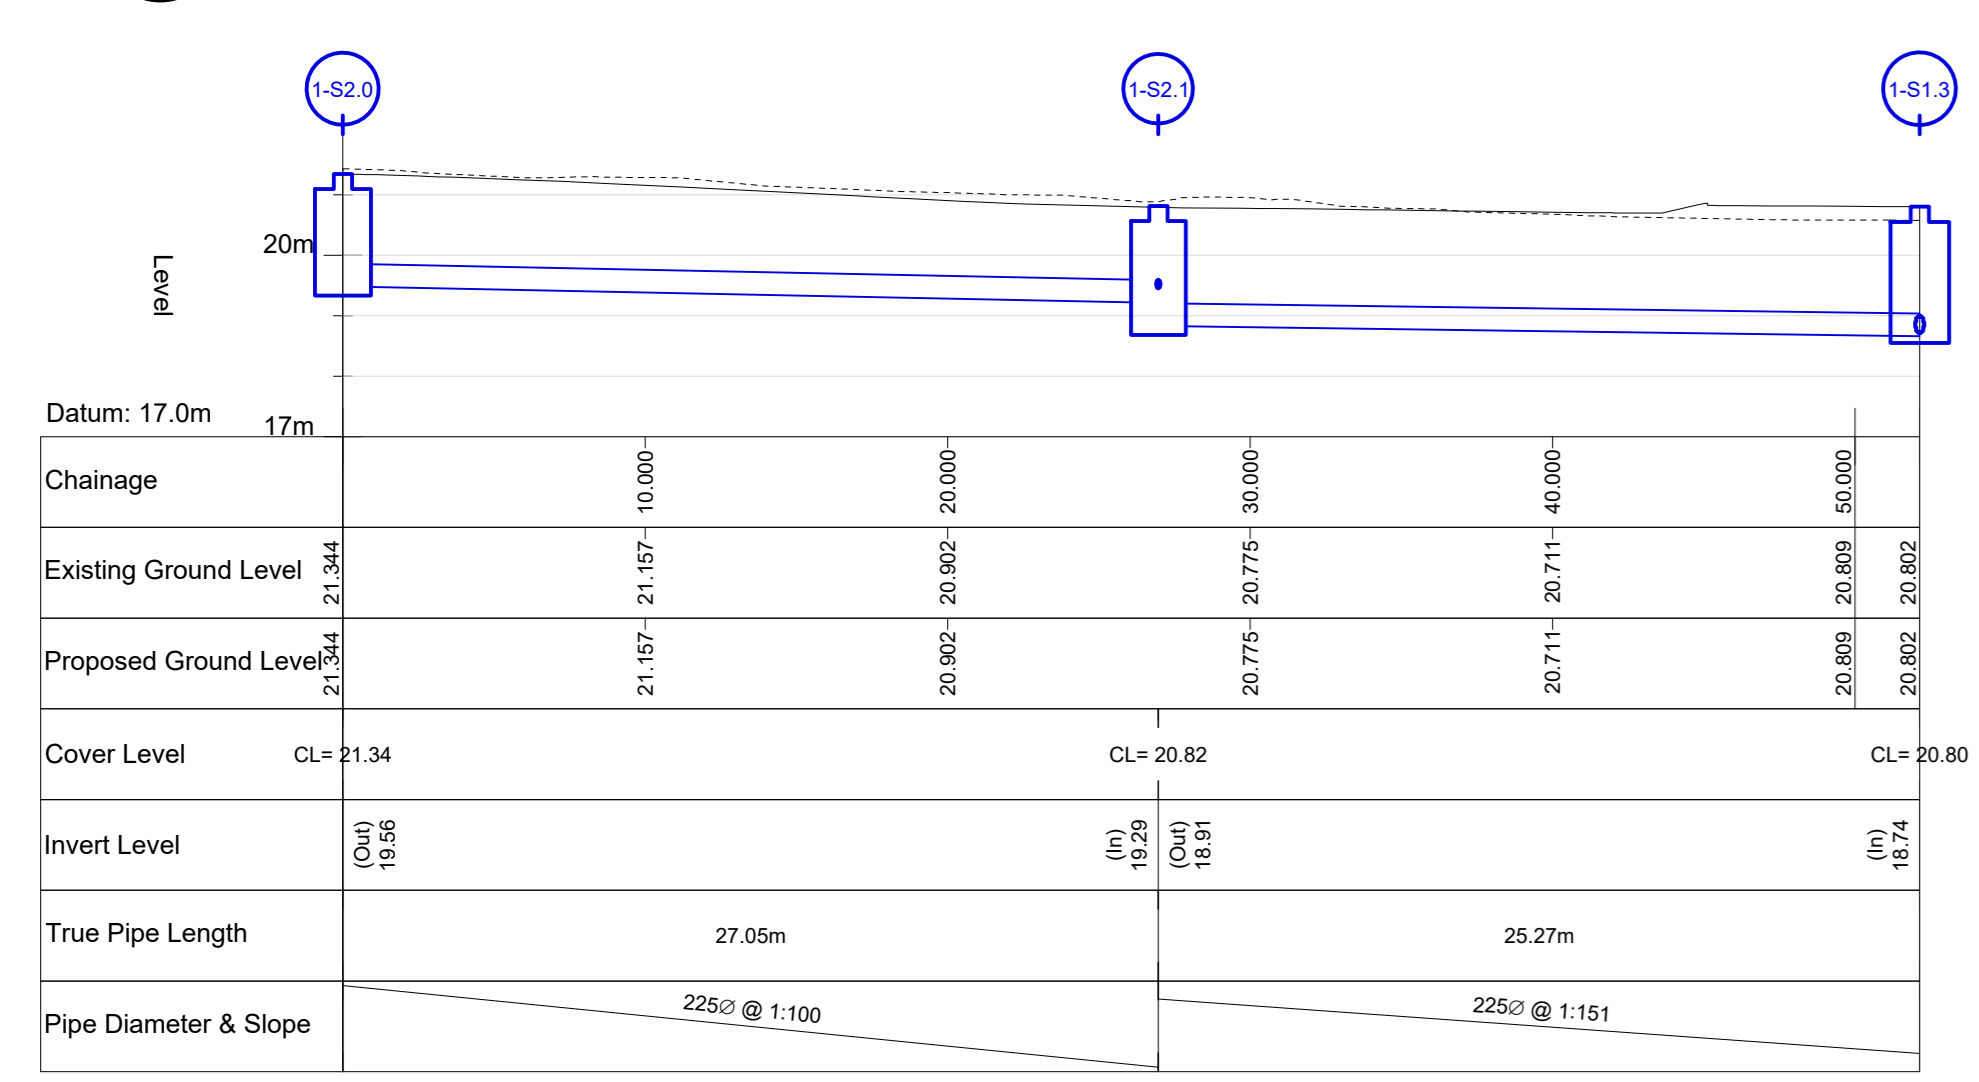 1-S2.0
1-S2.1
1-S1.3
Level
20m
Datum: 17.0m
17m
Chainage
10.000
20.000
30.000
40.000
50.000
Existing Ground Level
21.344
21.157
20.902
20.775
20.711
20.809
20.802
Proposed Ground Level
21.344
21.157
20.902
20.775
20.711
20.809
20.802
Cover Level
CL= 21.34
CL= 20.82
CL= 20.80
Invert Level
(Out)
19.56
(In)
19.29
(Out)
18.91
(In)
18.74
True Pipe Length
27.05m
25.27m
Pipe Diameter & Slope
225∅ @ 1:100
225∅ @ 1:151